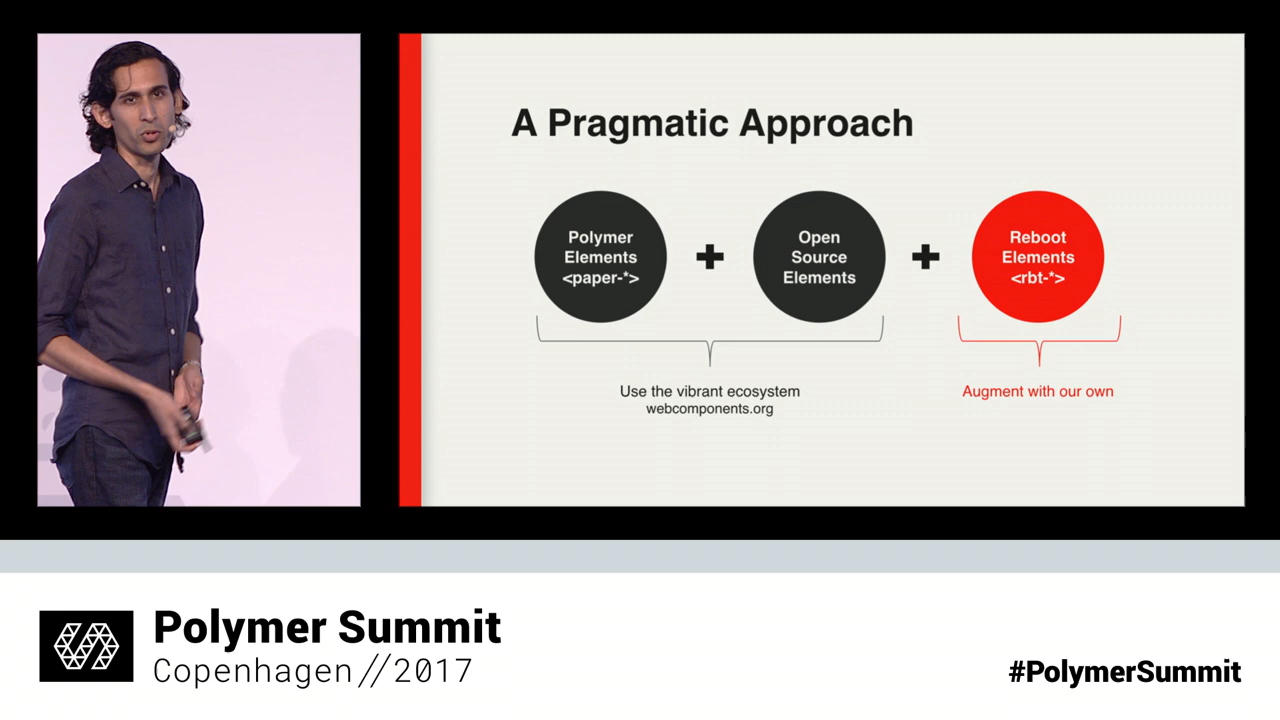 A Pragmatic Approach
Polymer
Elements
<paper-*>
+
Open
Source
Elements
+
Reboot
Elements
<rbt-*>
Use the vibrant ecosystem
webcomponents.org
Augment with our own
Polymer Summit
Copenhagen//2017
#PolymerSummit